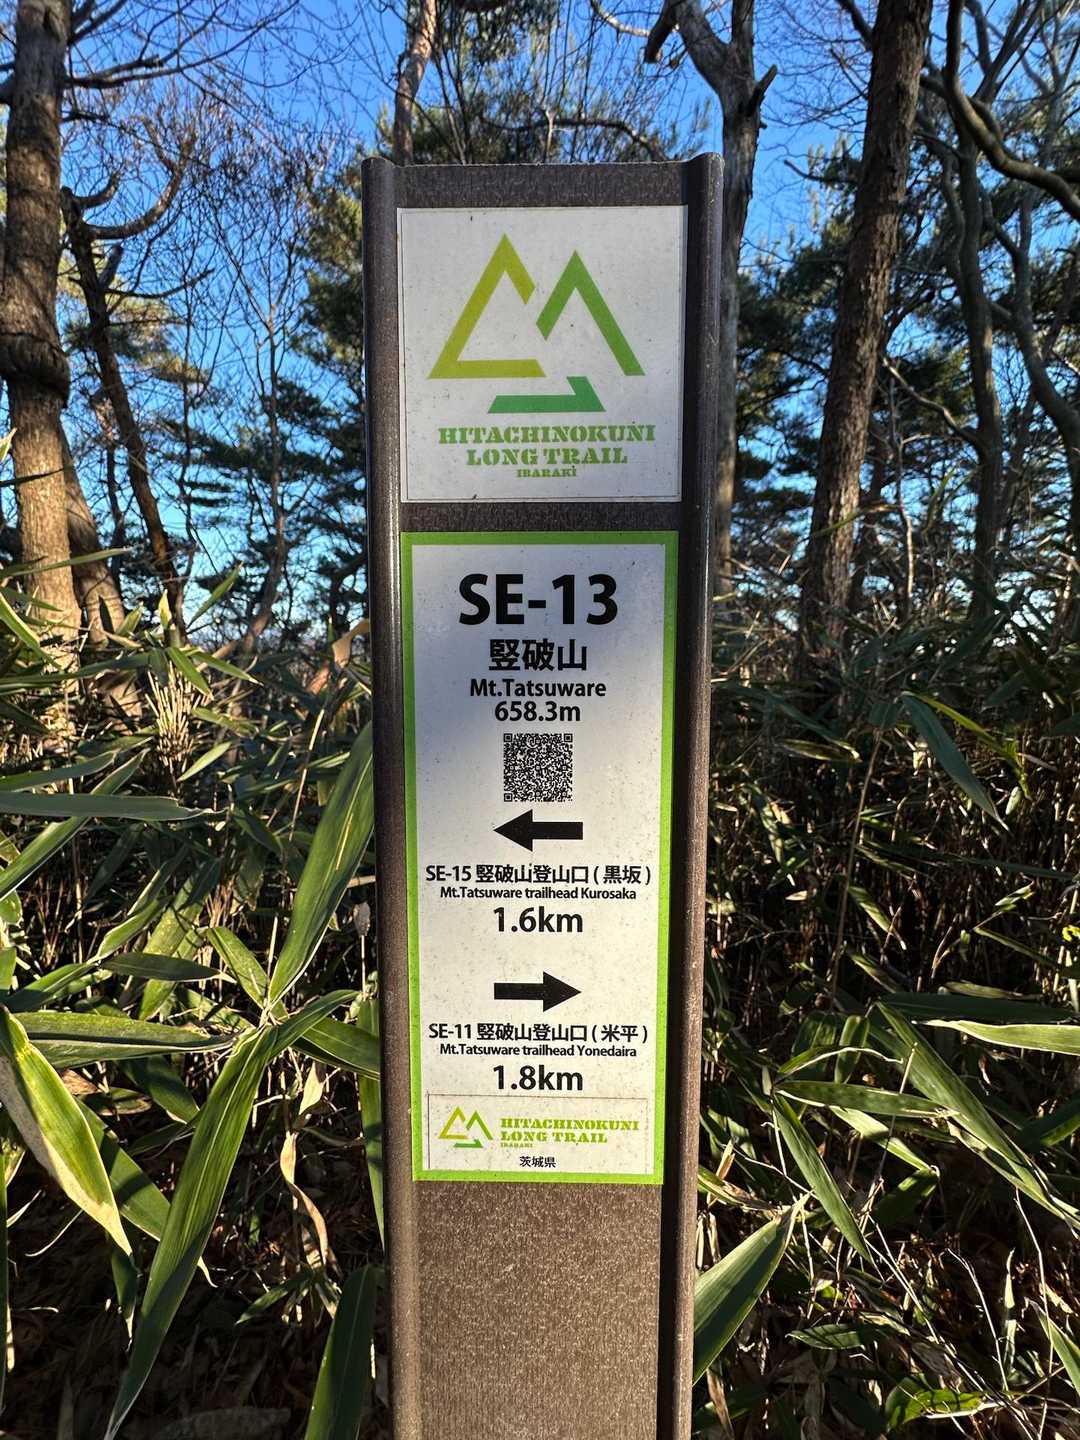 HITACHINOKUNI
LONG TRAIL
IBARAKI
SE-13
竪破山
Mt.Tatsuware
658.3m
SE-15 竪破山登山口 ( 黒坂 )
Mt.Tatsuware trailhead Kurosaka
1.6km
SE-11 竪破山登山口 ( 米平 )
Mt.Tatsuware trailhead Yonedaira
1.8km
HITACHINOKUNI
LONG TRAIL
IBARAKI
茨城県